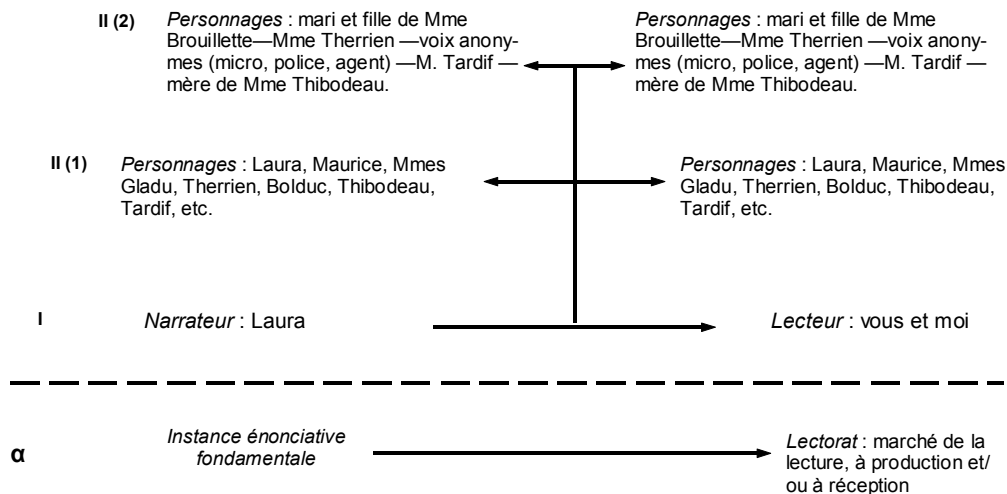 II (2)
Personnages : mari et fille de Mme
Brouillette—Mme Therrien —voix anony-
mes (micro, police, agent) —M. Tardif —
mère de Mme Thibodeau.
Personnages : mari et fille de Mme
Brouillette—Mme Therrien —voix anony-
mes (micro, police, agent) —M. Tardif —
mère de Mme Thibodeau.
II (1)
Personnages : Laura, Maurice, Mmes
Gladu, Therrien, Bolduc, Thibodeau,
Tardif, etc.
Personnages : Laura, Maurice, Mmes
Gladu, Therrien, Bolduc, Thibodeau,
Tardif, etc.
I
Narrateur : Laura
Lecteur : vous et moi
α
Instance énonciative
fondamentale
Lectorat : marché de la
lecture, à production et/
ou à réception